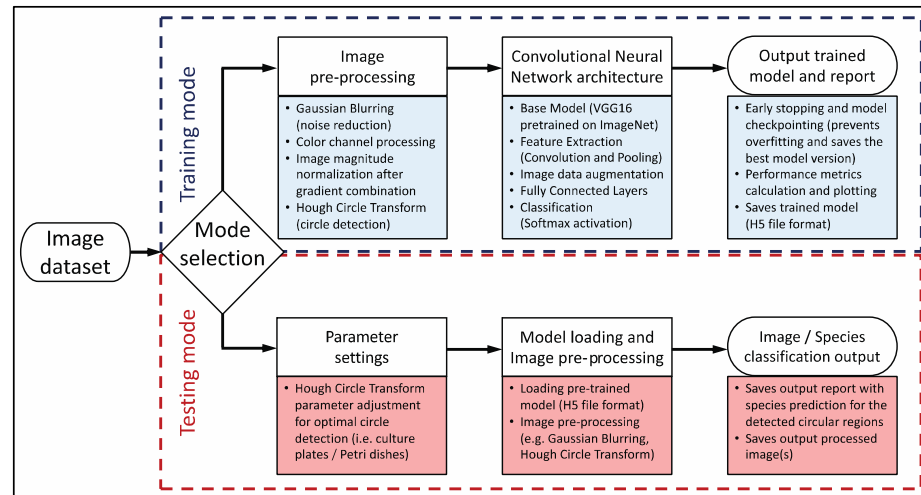 Training mode
Image
pre-processing
• Gaussian Blurring
(noise reduction)
• Color channel processing
• Image magnitude
normalization after
gradient combination
• Hough Circle Transform
(circle detection)
Convolutional Neural
Network architecture
• Base Model (VGG16
pretrained on ImageNet)
• Feature Extraction
(Convolution and Pooling)
• Image data augmentation
• Fully Connected Layers
• Classification
(Softmax activation)
Output trained
model and report
• Early stopping and model
checkpointing (prevents
overfitting and saves the
best model version)
• Performance metrics
calculation and plotting
• Saves trained model
(H5 file format)
Image
dataset
Mode
selection
Testing mode
Parameter
settings
• Hough Circle Transform
parameter adjustment
for optimal circle
detection (i.e. culture
plates / Petri dishes)
Model loading and
Image pre-processing
• Loading pre-trained
model (H5 file format)
• Image pre-processing
(e.g. Gaussian Blurring,
Hough Circle Transform)
Image / Species
classification output
• Saves output report with
species prediction for the
detected circular regions
• Saves output processed
image(s)